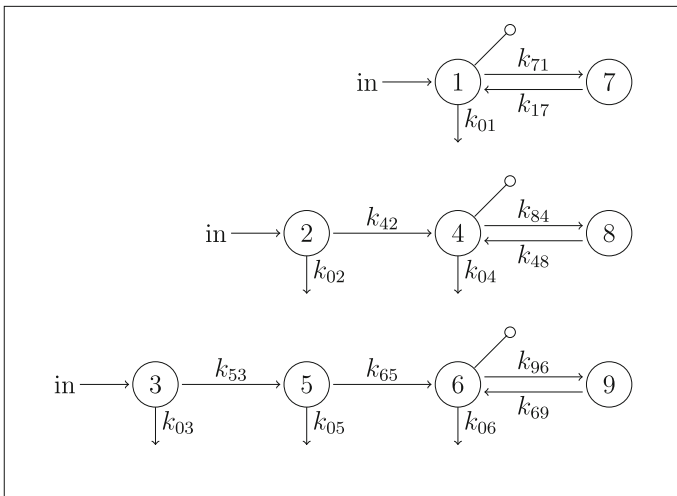 k₇₁
in 1 7
k₁₇
k₀₁
k₄₂ k₈₄
in 2 4 8
k₄₈
k₀₂ k₀₄
k₅₃ k₆₅ k₉₆
in 3 5 6 9
k₆₉
k₀₃ k₀₅ k₀₆